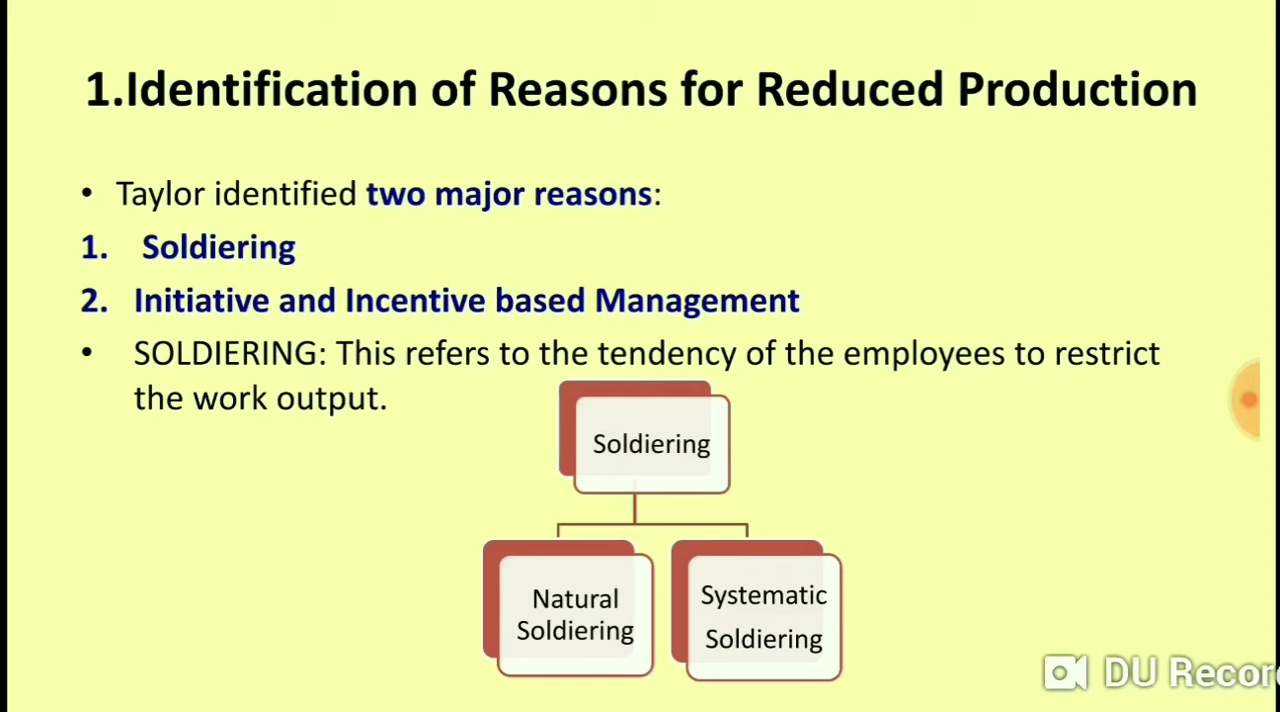 1.Identification of Reasons for Reduced Production
• Taylor identified two major reasons:
1. Soldiering
2. Initiative and Incentive based Management
• SOLDIERING: This refers to the tendency of the employees to restrict
the work output.
Soldiering
Natural
Soldiering
Systematic
Soldiering
DU Recor